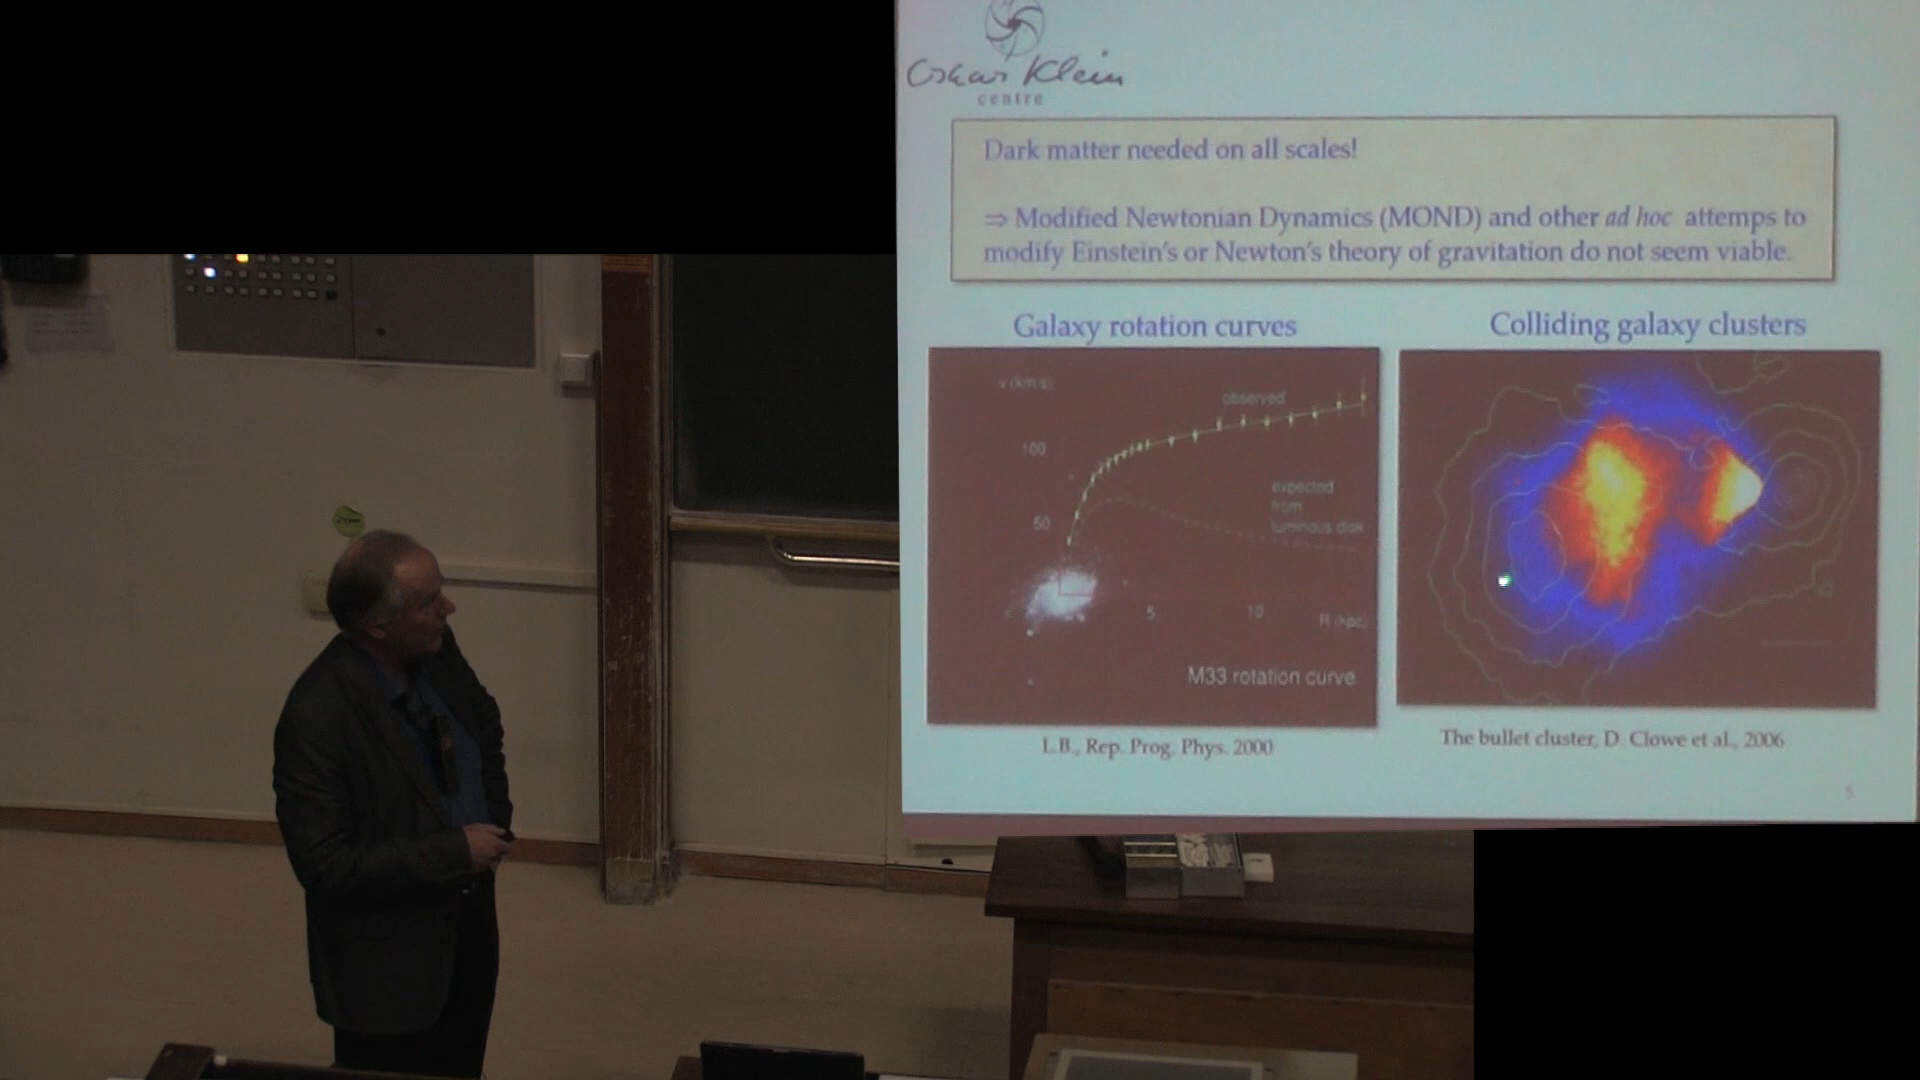 Oskar Klein
centre
Dark matter needed on all scales!
⇒ Modified Newtonian Dynamics (MOND) and other ad hoc attemps to
modify Einstein's or Newton's theory of gravitation do not seem viable.
Galaxy rotation curves
Colliding galaxy clusters
v (km/s)
observed
100
expected
from
luminous disk
50
5
10
R (kpc)
M33 rotation curve
L.B., Rep. Prog. Phys. 2000
The bullet cluster, D. Clowe et al., 2006
5